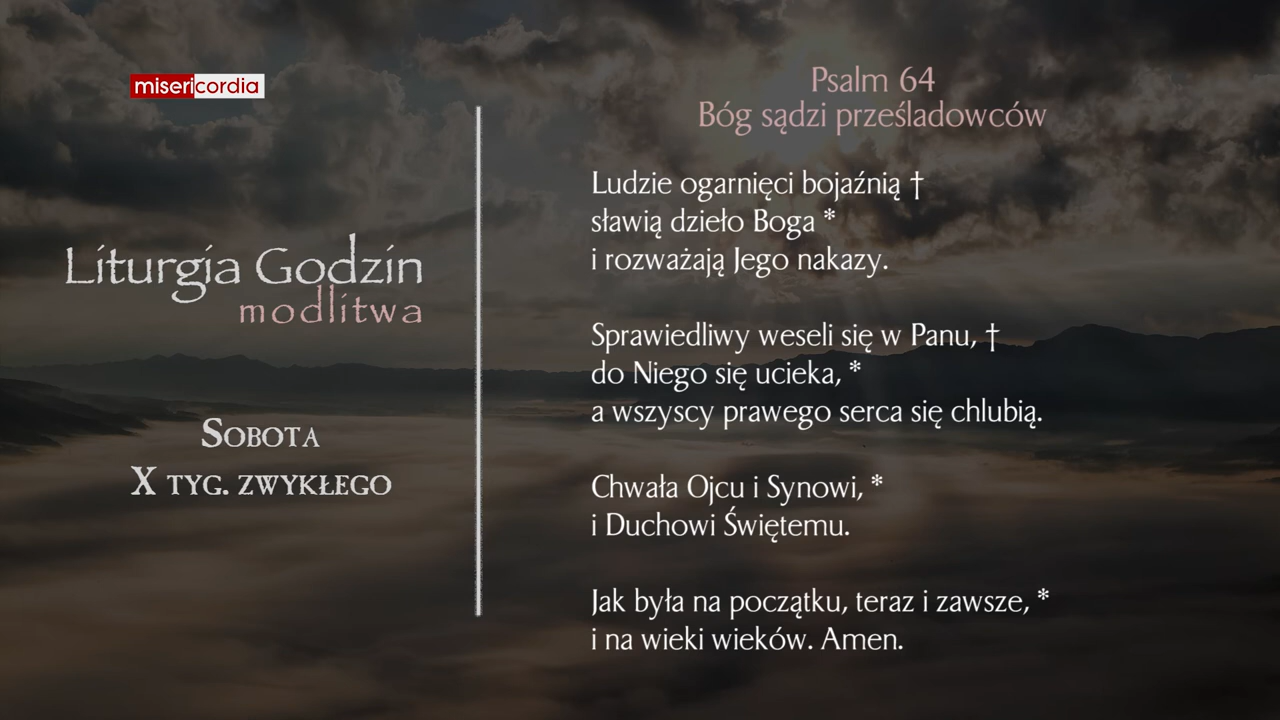 misericordia
Liturgia Godzin
modlitwa
Sobota
X tyg. zwykłego
Psalm 64
Bóg sądzi prześladowców
Ludzie ogarnięci bojaźnią †
sławią dzieło Boga *
i rozważają Jego nakazy.
Sprawiedliwy weseli się w Panu, †
do Niego się ucieka, *
a wszyscy prawego serca się chlubią.
Chwała Ojcu i Synowi, *
i Duchowi Świętemu.
Jak była na początku, teraz i zawsze, *
i na wieki wieków. Amen.